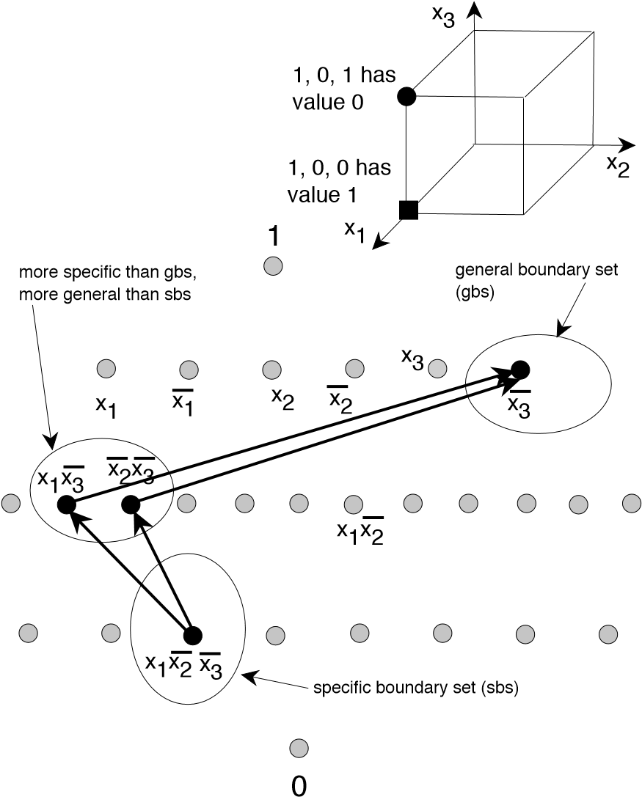 x₃
1, 0, 1 has
value 0
1, 0, 0 has
value 1
x₂
x₁
1
more specific than gbs,
more general than sbs
general boundary set
(gbs)
x₁
x̅₁
x₂
x̅₂
x₃
x̅₃
x₁x̅₃
x̅₂x̅₃
x₁x̅₂
x₁x̅₂ x̅₃
specific boundary set (sbs)
0